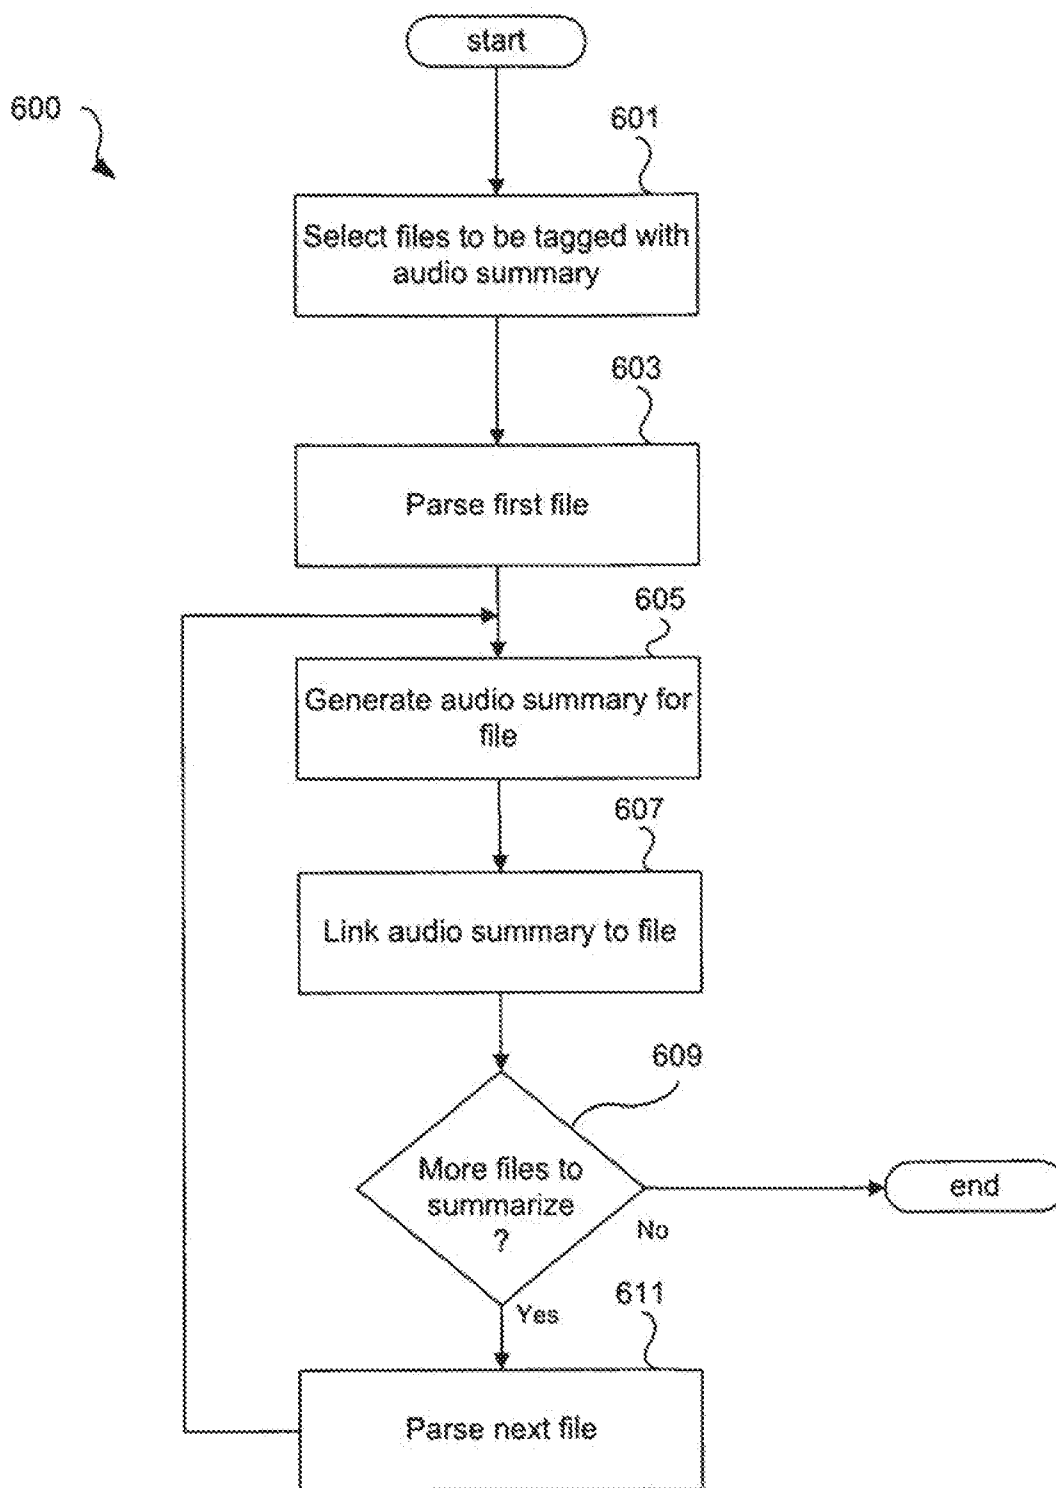 start
600
601
Select files to be tagged with
audio summary
603
Parse first file
605
Generate audio summary for
file
607
Link audio summary to file
609
More files to
summarize
?
No
end
Yes
611
Parse next file